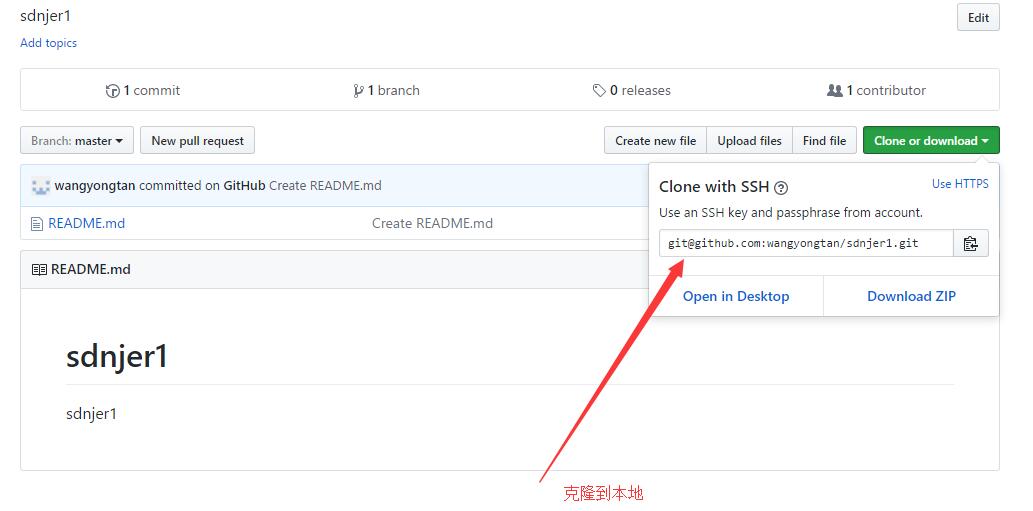 sdnjer1
Edit
Add topics
1 commit
1 branch
0 releases
1 contributor
Branch: master
New pull request
Create new file
Upload files
Find file
Clone or download
wangyongtan committed on GitHub Create README.md
Clone with SSH ?
Use HTTPS
Use an SSH key and passphrase from account.
git@github.com:wangyongtan/sdnjer1.git
README.md
Create README.md
README.md
Open in Desktop
Download ZIP
sdnjer1
sdnjer1
克隆到本地